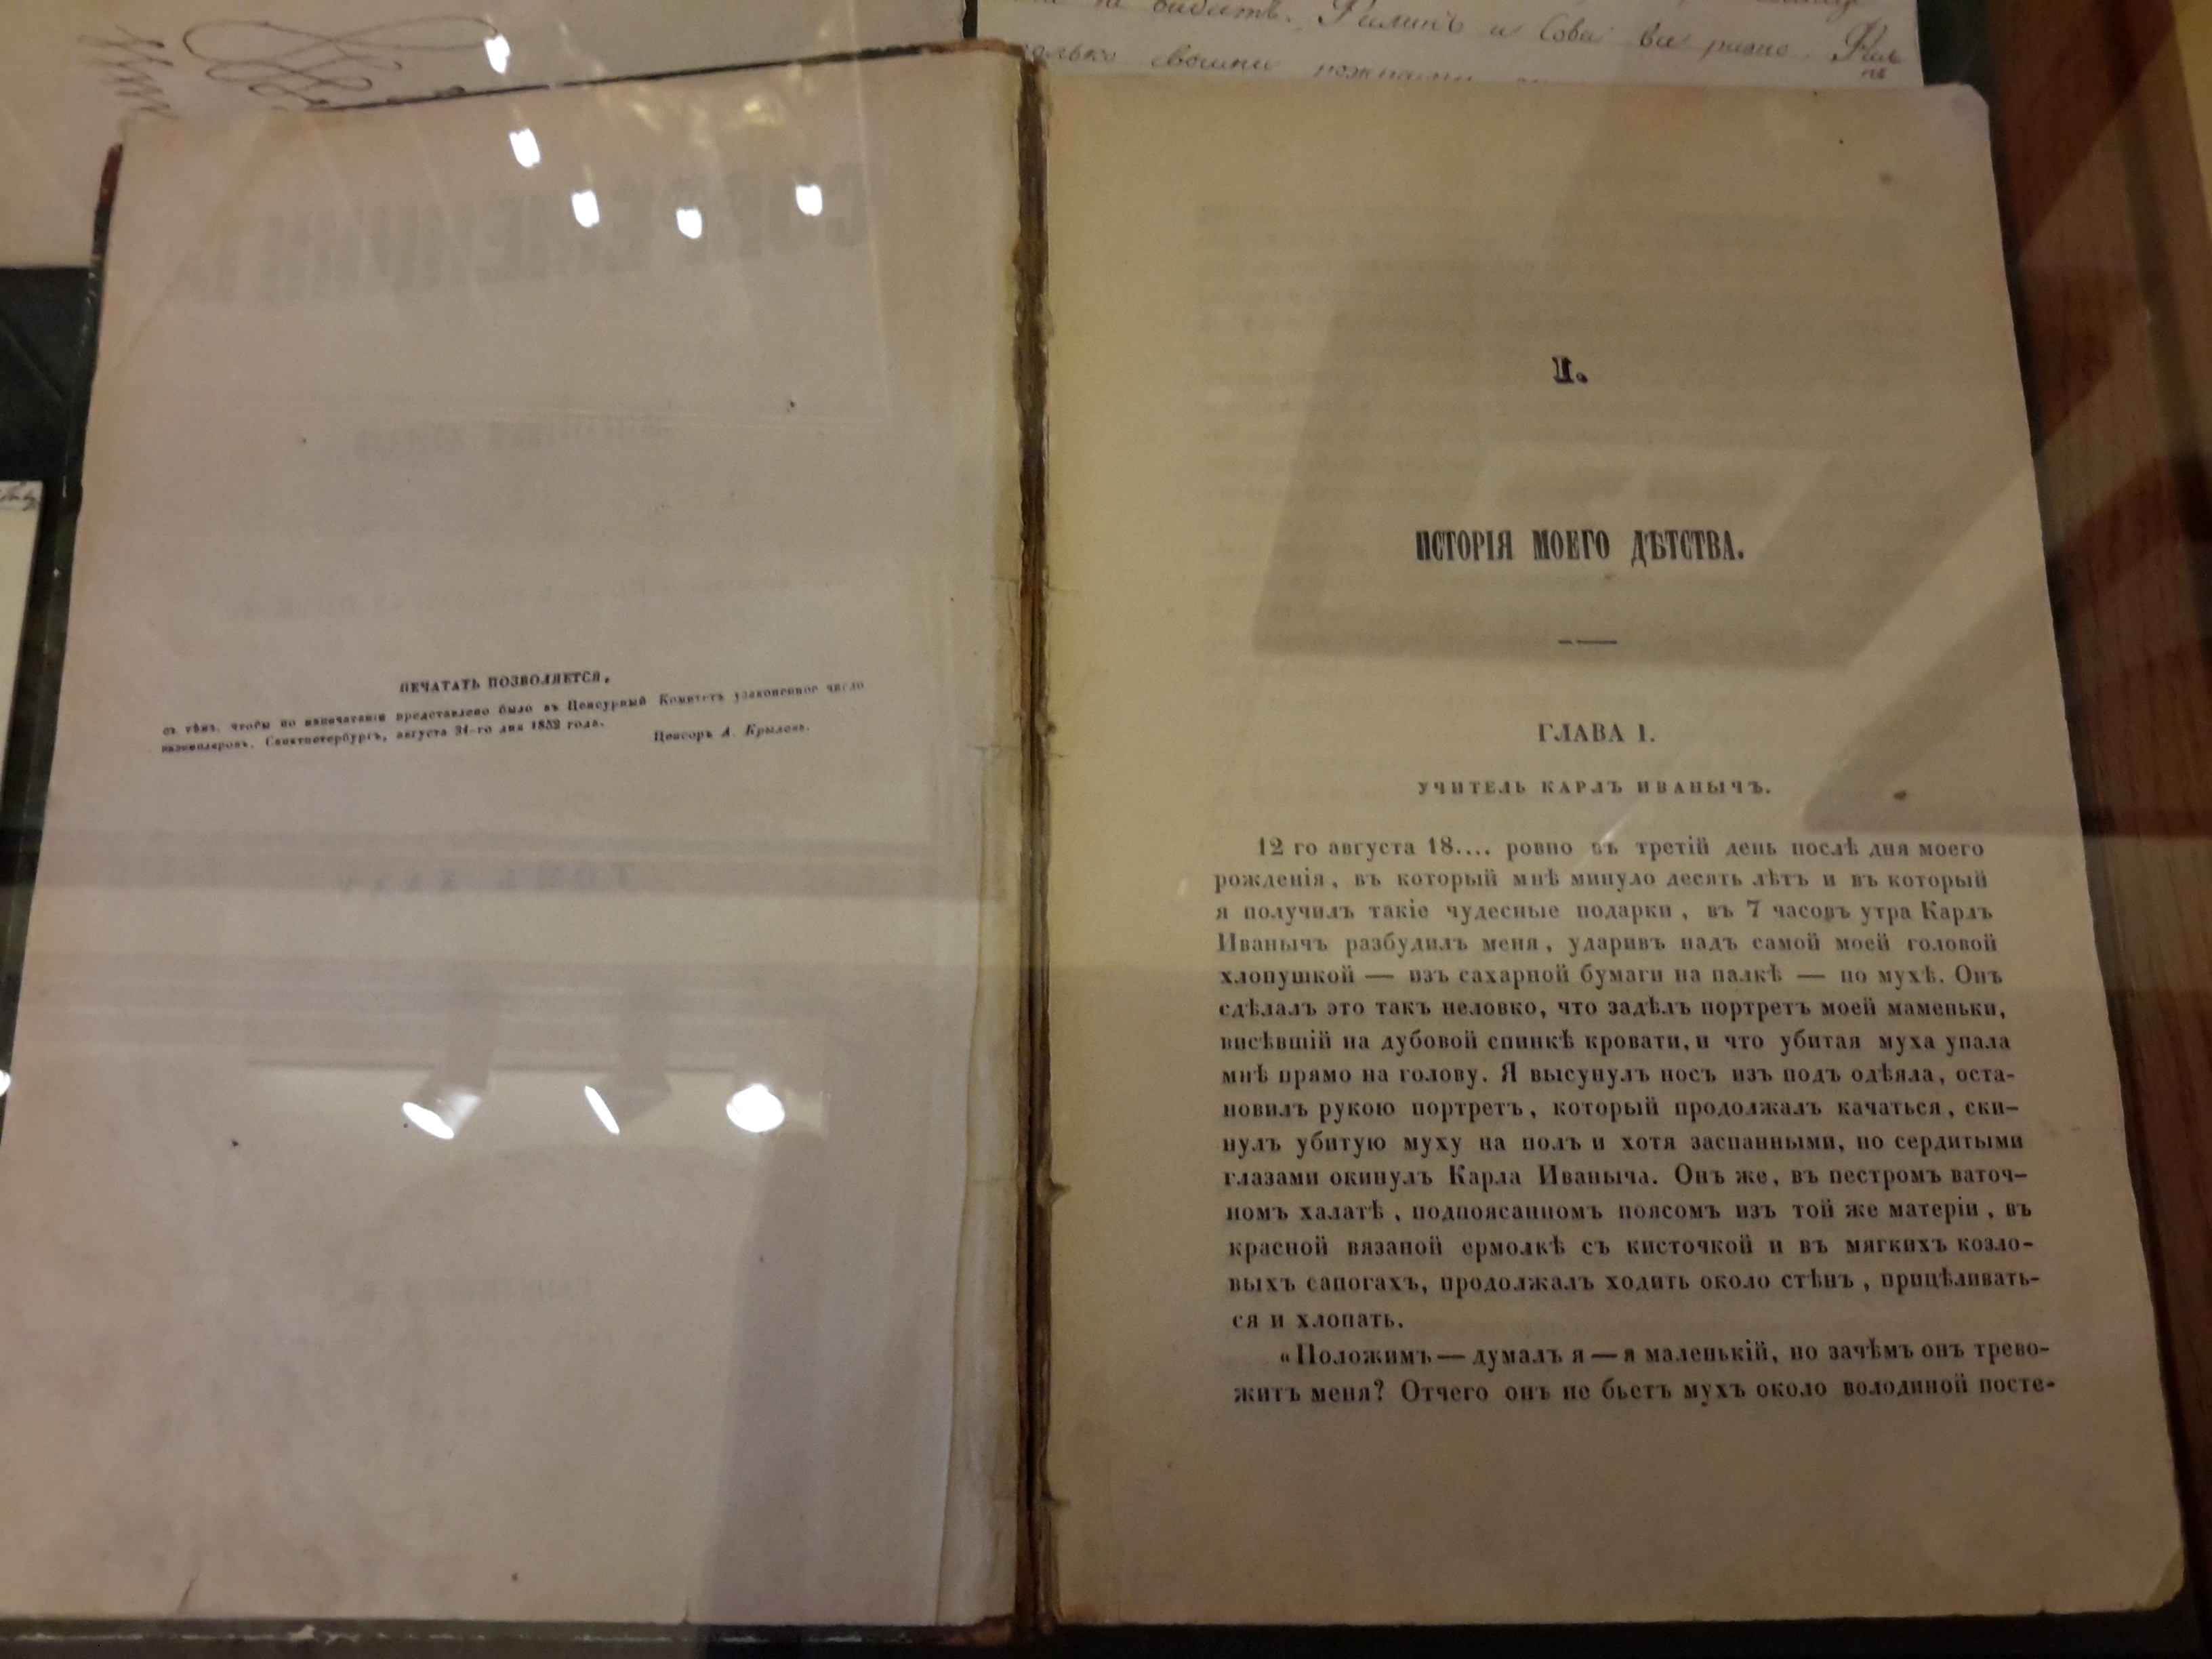 Филинъ и Сова все равно.
ПЕЧАТАТЬ ПОЗВОЛЯЕТСЯ,
съ тѣмъ, чтобы по напечатаніи представлено было въ Ценсурный Комитетъ узаконенное число
экземпляровъ. Санктпетербургъ, августа 31-го дня 1852 года.
Ценсоръ А. Крыловъ.
I.
ИСТОРІЯ МОЕГО ДѢТСТВА.
ГЛАВА I.
УЧИТЕЛЬ КАРЛЪ ИВАНЫЧЪ.
12 го августа 18.... ровно въ третій день послѣ дня моего
рожденія, въ который мнѣ минуло десять лѣтъ и въ который
я получилъ такіе чудесные подарки, въ 7 часовъ утра Карлъ
Иванычъ разбудилъ меня, ударивъ надъ самой моей головой
хлопушкой — изъ сахарной бумаги на палкѣ — по мухѣ. Онъ
сдѣлалъ это такъ неловко, что задѣлъ портретъ моей маменьки,
висѣвшій на дубовой спинкѣ кровати, и что убитая муха упала
мнѣ прямо на голову. Я высунулъ носъ изъ подъ одѣяла, оста-
новилъ рукою портретъ, который продолжалъ качаться, ски-
нулъ убитую муху на полъ и хотя заспанными, но сердитыми
глазами окинулъ Карла Иваныча. Онъ же, въ пестромъ ваточ-
номъ халатѣ, подпоясанномъ поясомъ изъ той же матеріи, въ
красной вязаной ермолкѣ съ кисточкой и въ мягкихъ козло-
выхъ сапогахъ, продолжалъ ходить около стѣнъ, прицѣливать-
ся и хлопать.
«Положимъ — думалъ я — я маленькій, но зачѣмъ онъ трево-
житъ меня? Отчего онъ не бьетъ мухъ около володиной посте-